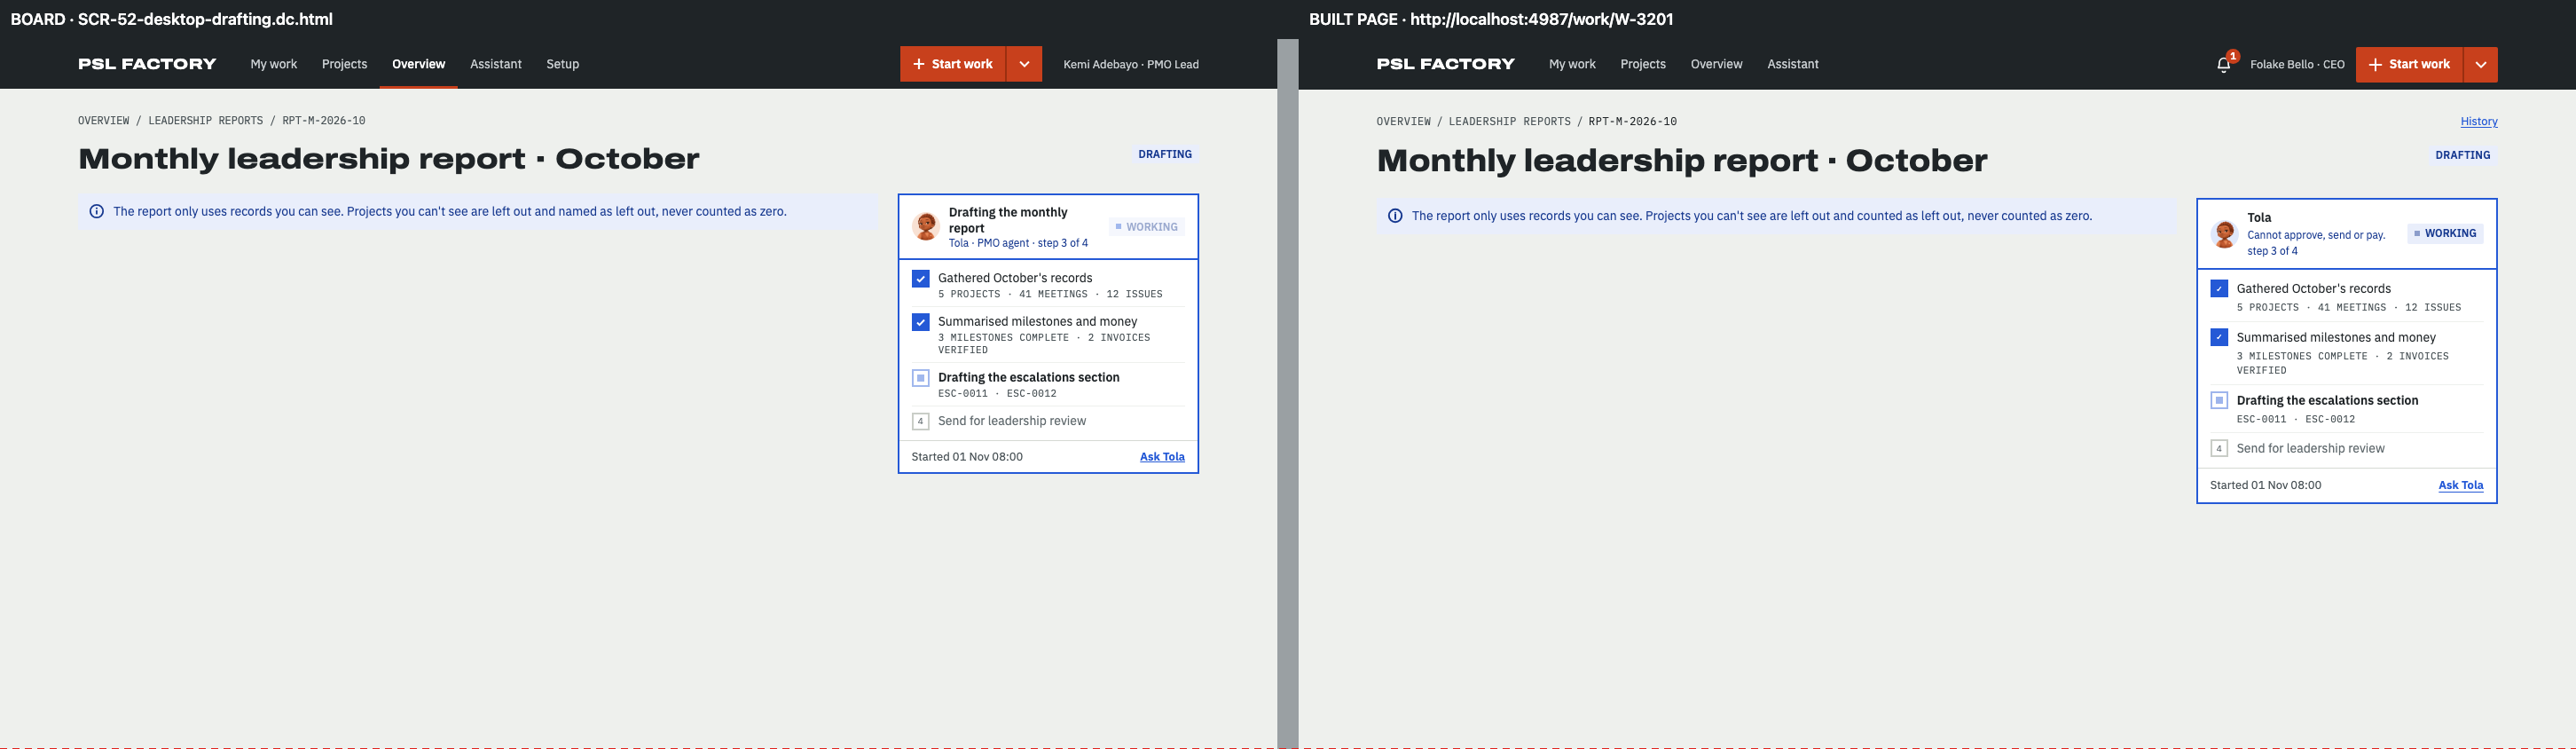 BOARD · SCR-52-desktop-drafting.dc.html
PSL FACTORY
My work
Projects
Overview
Assistant
Setup
Start work
Kemi Adebayo · PMO Lead
OVERVIEW / LEADERSHIP REPORTS / RPT-M-2026-10
Monthly leadership report · October
DRAFTING
The report only uses records you can see. Projects you can't see are left out and named as left out, never counted as zero.
Drafting the monthly
report
Tola · PMO agent · step 3 of 4
WORKING
Gathered October's records
5 PROJECTS · 41 MEETINGS · 12 ISSUES
Summarised milestones and money
3 MILESTONES COMPLETE · 2 INVOICES
VERIFIED
Drafting the escalations section
ESC-0011 · ESC-0012
4
Send for leadership review
Started 01 Nov 08:00
Ask Tola
BUILT PAGE · http://localhost:4987/work/W-3201
PSL FACTORY
My work
Projects
Overview
Assistant
1
Folake Bello · CEO
Start work
OVERVIEW / LEADERSHIP REPORTS / RPT-M-2026-10
History
Monthly leadership report · October
DRAFTING
The report only uses records you can see. Projects you can't see are left out and counted as left out, never counted as zero.
Tola
Cannot approve, send or pay.
step 3 of 4
WORKING
Gathered October's records
5 PROJECTS · 41 MEETINGS · 12 ISSUES
Summarised milestones and money
3 MILESTONES COMPLETE · 2 INVOICES
VERIFIED
Drafting the escalations section
ESC-0011 · ESC-0012
4
Send for leadership review
Started 01 Nov 08:00
Ask Tola